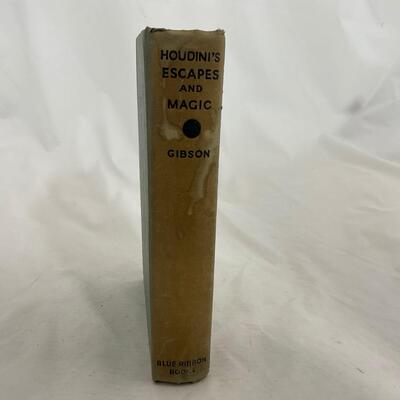 HOUDINI'S
ESCAPES
AND
MAGIC
GIBSON
BLUE RIBBON
BOOKS